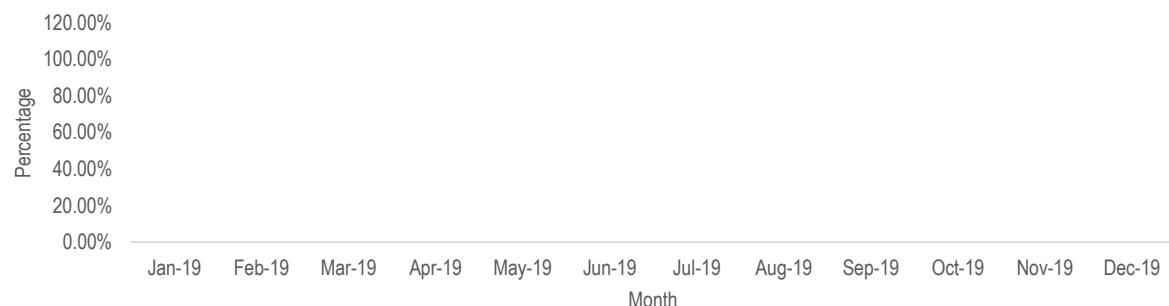 120.00%
100.00%
80.00%
60.00%
40.00%
20.00%
0.00%
Percentage
Jan-19 Feb-19 Mar-19 Apr-19 May-19 Jun-19 Jul-19 Aug-19 Sep-19 Oct-19 Nov-19 Dec-19
Month